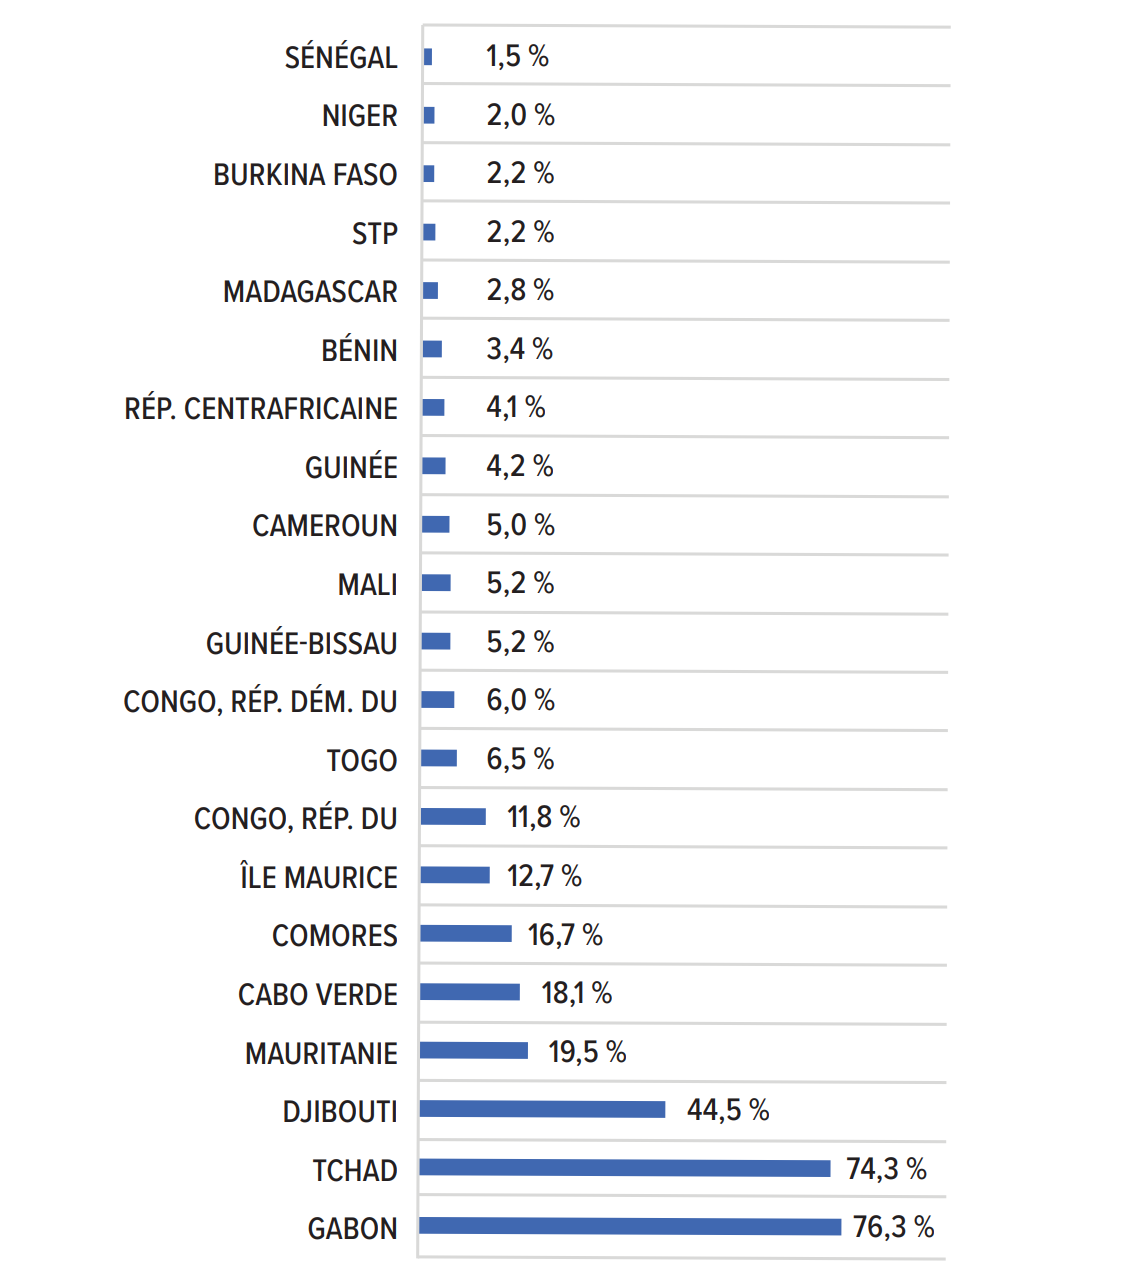 SÉNÉGAL 1,5 %
NIGER 2,0 %
BURKINA FASO 2,2 %
STP 2,2 %
MADAGASCAR 2,8 %
BÉNIN 3,4 %
RÉP. CENTRAFRICAINE 4,1 %
GUINÉE 4,2 %
CAMEROUN 5,0 %
MALI 5,2 %
GUINÉE-BISSAU 5,2 %
CONGO, RÉP. DÉM. DU 6,0 %
TOGO 6,5 %
CONGO, RÉP. DU 11,8 %
ÎLE MAURICE 12,7 %
COMORES 16,7 %
CABO VERDE 18,1 %
MAURITANIE 19,5 %
DJIBOUTI 44,5 %
TCHAD 74,3 %
GABON 76,3 %